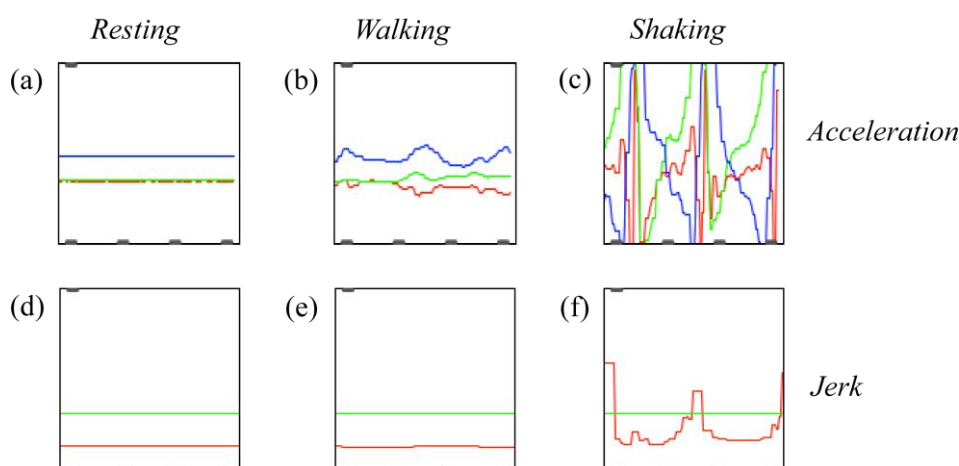 Resting Walking Shaking
(a) (b) (c)
Acceleration
(d) (e) (f)
Jerk